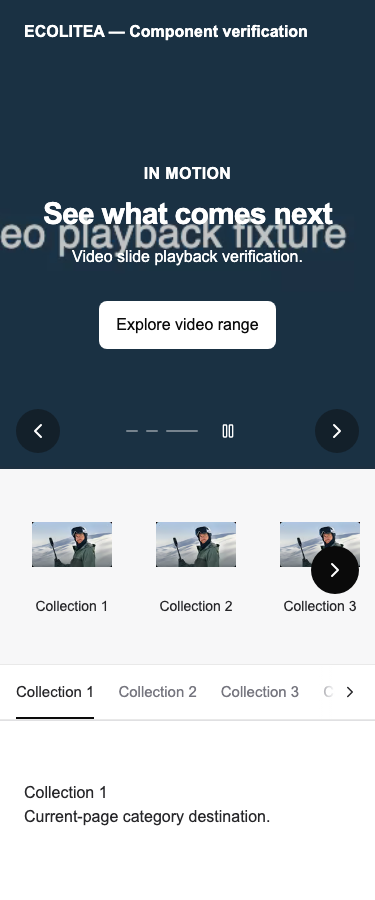 ECOLITEA — Component verification
IN MOTION
See what comes next
eo playback fixture
Video slide playback verification.
Explore video range
Collection 1
Collection 2
Collection 3
Collection 1
Collection 2
Collection 3
C
Collection 1
Current-page category destination.